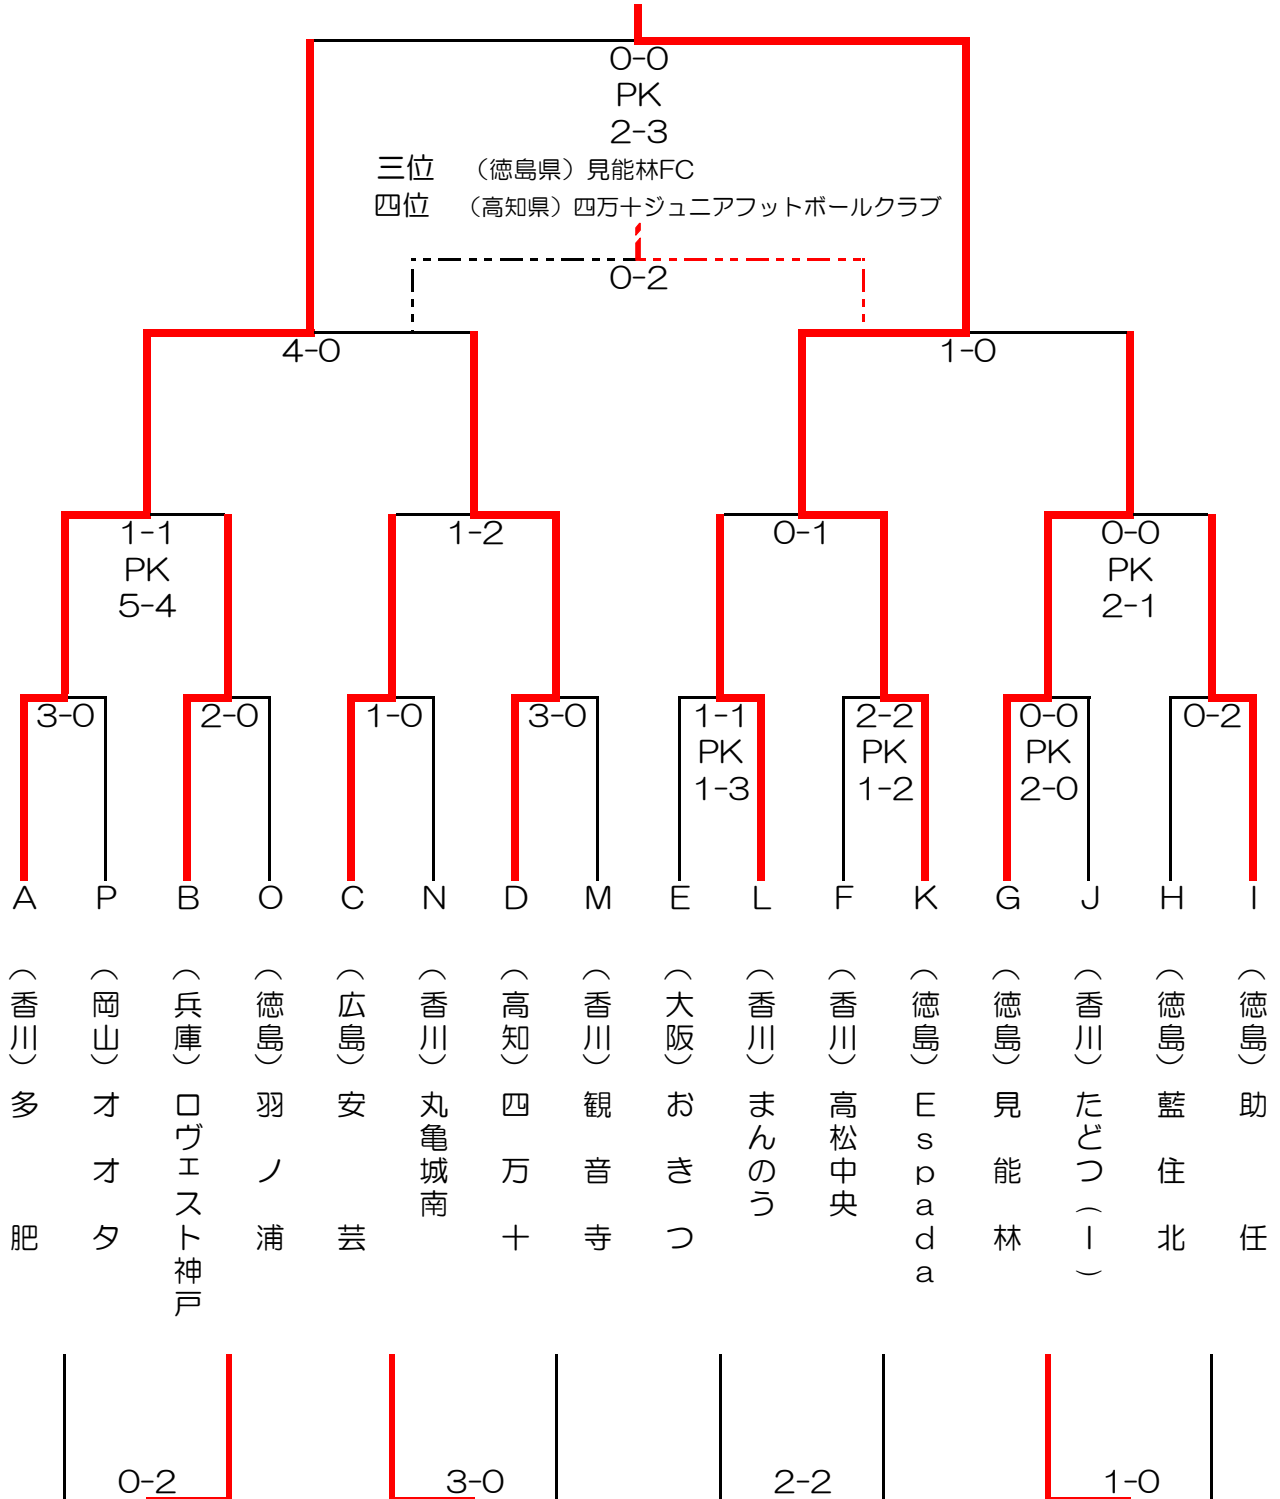 0-0
PK
2-3
三位 （徳島県）見能林FC
四位 （高知県）四万十ジュニアフットボールクラブ
0-2
4-0
1-0
1-1
PK
5-4
1-2
0-1
0-0
PK
2-1
3-0
2-0
1-0
3-0
1-1
PK
1-3
2-2
PK
1-2
0-0
PK
2-0
0-2
A
P
B
O
C
N
D
M
E
L
F
K
G
J
H
I
（香川）多肥
（岡山）オオタ
（兵庫）ロヴェスト神戸
（徳島）羽ノ浦
（広島）安芸
（香川）丸亀城南
（高知）四万十
（香川）観音寺
（大阪）おきつ
（香川）まんのう
（香川）高松中央
（徳島）Espada
（徳島）見能林
（香川）たどつ（Ⅰ）
（徳島）藍住北
（徳島）助任
0-2
3-0
2-2
1-0